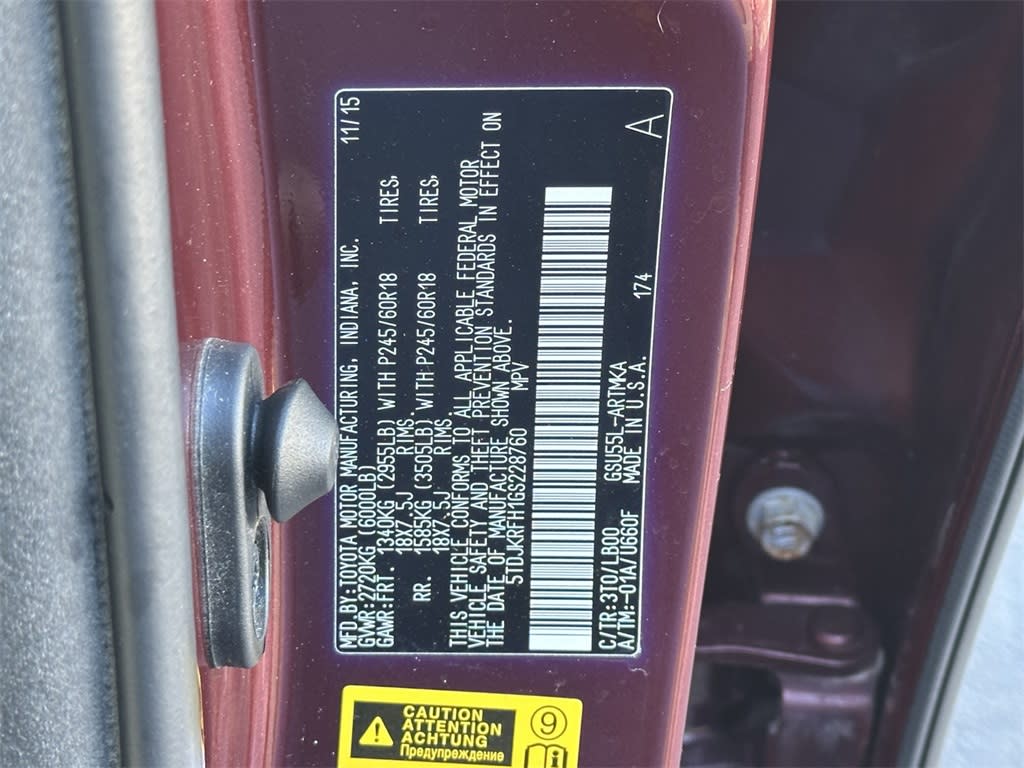 MFD.BY:TOYOTA MOTOR MANUFACTURING, INDIANA, INC. 11/15
GVWR:2720KG (6000LB)
GAWR:FRT. 1340KG (2955LB) WITH P245/60R18 TIRES,
18X7.5J RIMS.
RR. 1585KG (3505LB) WITH P245/60R18 TIRES,
18X7.5J RIMS.
THIS VEHICLE CONFORMS TO ALL APPLICABLE FEDERAL MOTOR
VEHICLE SAFETY AND THEFT PREVENTION STANDARDS IN EFFECT ON
THE DATE OF MANUFACTURE SHOWN ABOVE.
5TDJKRFH1GS228760 MPV
C/TR:3T0/LB00 GSU55L-ARTMKA 174
A/TM:-01A/U660F MADE IN U.S.A. A
CAUTION
ATTENTION
ACHTUNG
Предупреждение
9